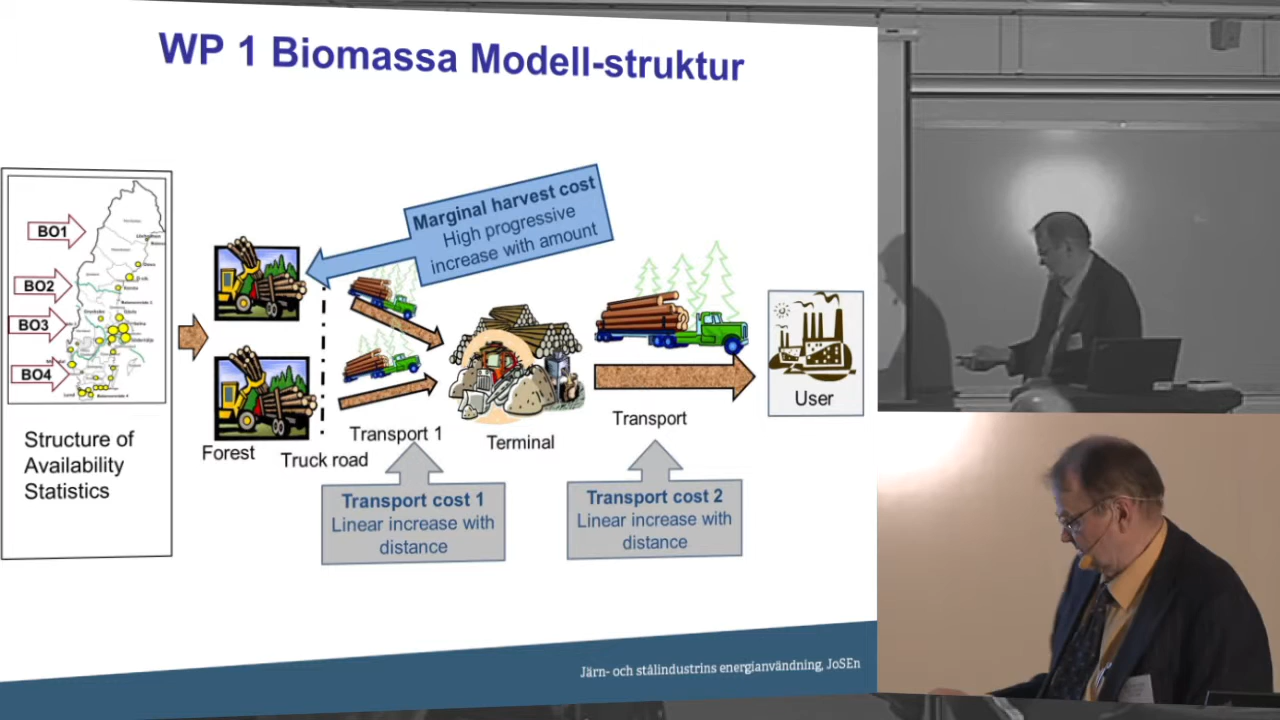 WP 1 Biomassa Modell-struktur
BO1
BO2
BO3
BO4
Structure of
Availability
Statistics
Marginal harvest cost
High progressive
increase with amount
Forest
Truck road
Transport 1
Terminal
Transport
User
Transport cost 1
Linear increase with
distance
Transport cost 2
Linear increase with
distance
Järn- och stålindustrins energianvändning, JoSEn